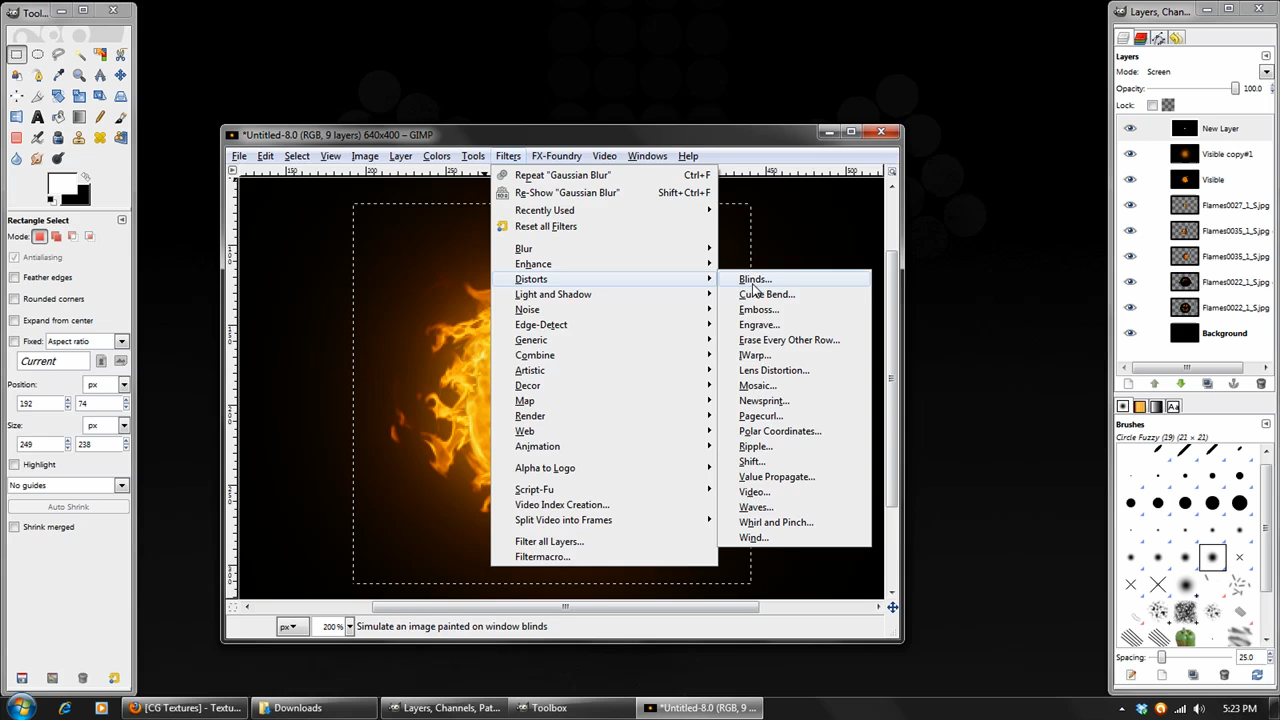 Tool...
Rectangle Select
Mode:
Antialiasing
Feather edges
Rounded corners
Expand from center
Fixed: Aspect ratio
Current
Position:
px
192
74
Size:
px
249
238
Highlight
No guides
Auto Shrink
Shrink merged
*Untitled-8.0 (RGB, 9 layers) 640x400 – GIMP
File Edit Select View Image Layer Colors Tools Filters FX-Foundry Video Windows Help
Repeat "Gaussian Blur" Ctrl+F
Re-Show "Gaussian Blur" Shift+Ctrl+F
Recently Used
Reset all Filters
Blur
Enhance
Distorts
Light and Shadow
Noise
Edge-Detect
Generic
Combine
Artistic
Decor
Map
Render
Web
Animation
Alpha to Logo
Script-Fu
Video Index Creation...
Split Video into Frames
Filter all Layers...
Filtermacro...
Blinds...
Curve Bend...
Emboss...
Engrave...
Erase Every Other Row...
IWarp...
Lens Distortion...
Mosaic...
Newsprint...
Pagecurl...
Polar Coordinates...
Ripple...
Shift...
Value Propagate...
Video...
Waves...
Whirl and Pinch...
Wind...
px 200% Simulate an image painted on window blinds
Layers, Chan...
Layers
Mode: Screen
Opacity: 100.0
Lock:
New Layer
Visible copy#1
Visible
Flames0027_1_S.jpg
Flames0035_1_S.jpg
Flames0035_1_S.jpg
Flames0022_1_S.jpg
Flames0022_1_S.jpg
Background
Brushes
Circle Fuzzy (19) (21 × 21)
Spacing: 25.0
[CG Textures] - Textu...
Downloads
Layers, Channels, Pat...
Toolbox
*Untitled-8.0 (RGB, 9 ...
5:23 PM